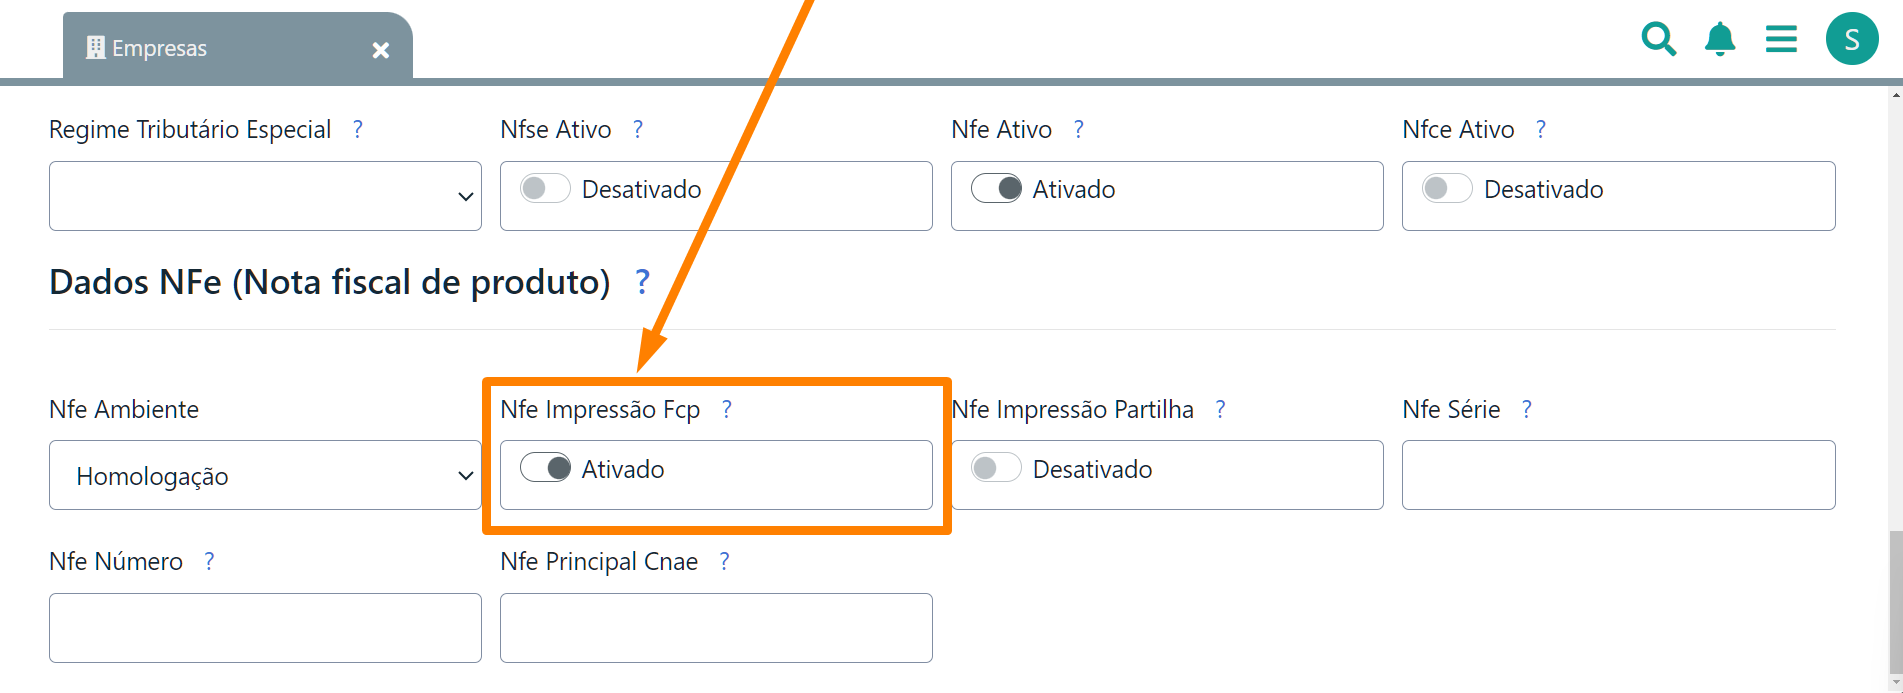 Empresas
S
Regime Tributário Especial ?
Nfse Ativo ?
Nfe Ativo ?
Nfce Ativo ?
Desativado
Ativado
Desativado
Dados NFe (Nota fiscal de produto) ?
Nfe Ambiente
Nfe Impressão Fcp ?
Nfe Impressão Partilha ?
Nfe Série ?
Homologação
Ativado
Desativado
Nfe Número ?
Nfe Principal Cnae ?